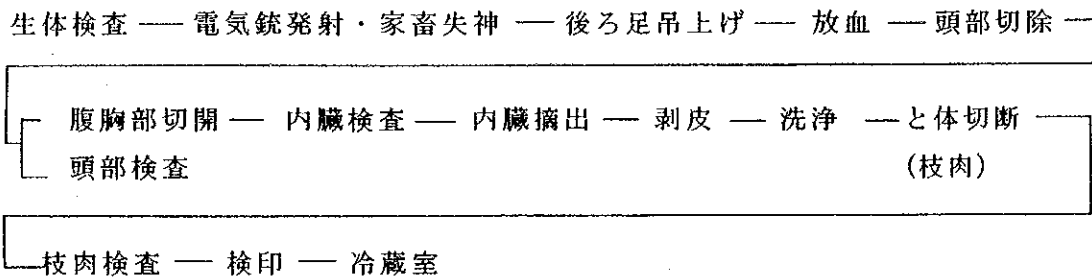 生体検査 ― 電気銃発射・家畜失神 ― 後ろ足吊上げ ― 放血 ― 頭部切除
腹胸部切開 ― 内臓検査 ― 内臓摘出 ― 剥皮 ― 洗浄 ― と体切断
頭部検査 (枝肉)
枝肉検査 ― 検印 ― 冷蔵室